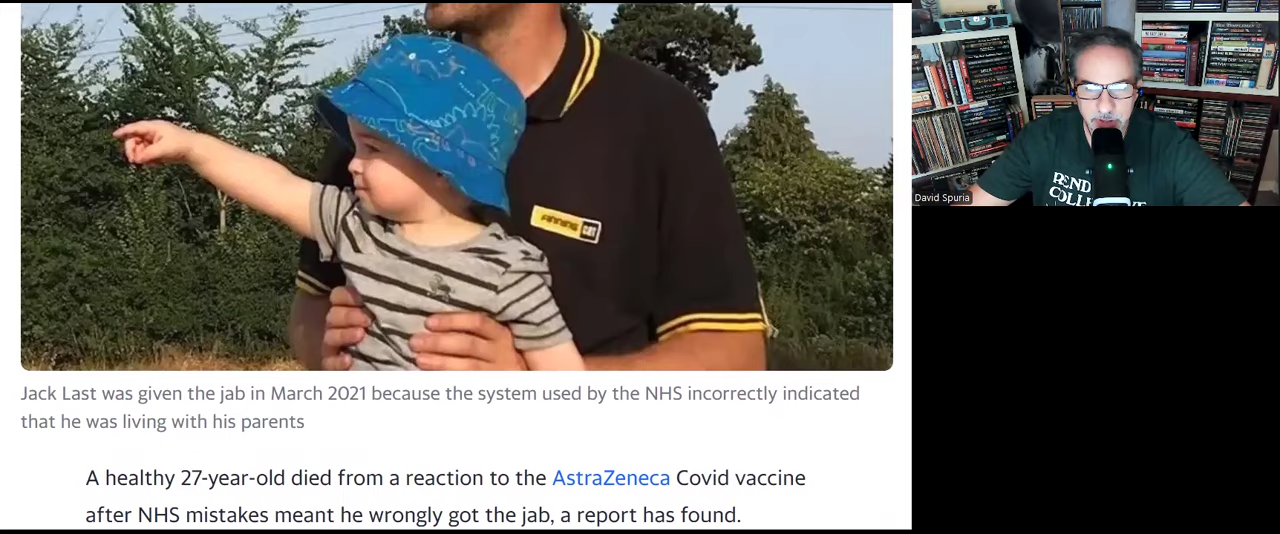 FINNING CAT
Jack Last was given the jab in March 2021 because the system used by the NHS incorrectly indicated
that he was living with his parents
A healthy 27-year-old died from a reaction to the AstraZeneca Covid vaccine
after NHS mistakes meant he wrongly got the jab, a report has found.
David Spuria